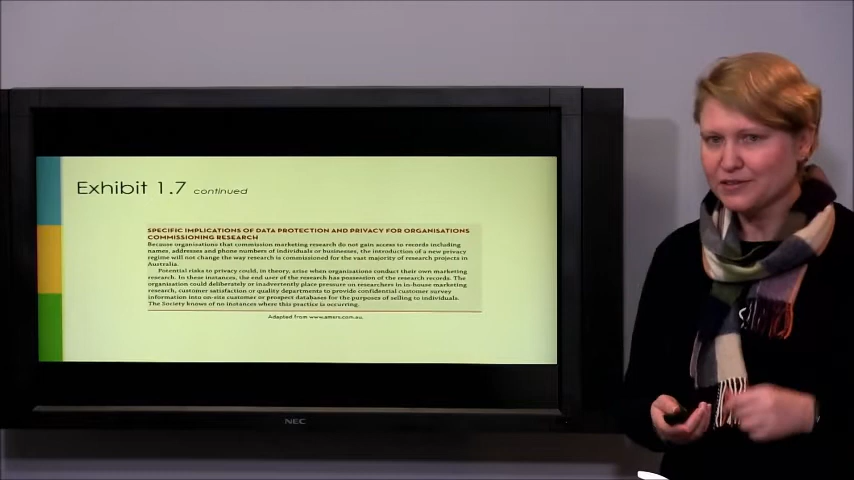 Exhibit 1.7 continued
SPECIFIC IMPLICATIONS OF DATA PROTECTION AND PRIVACY FOR ORGANISATIONS
COMMISSIONING RESEARCH
Because organisations that commission marketing research do not gain access to records including
names, addresses and phone numbers of individuals or businesses, the introduction of a new privacy
regime will not change the way research is commissioned for the vast majority of research projects in
Australia.
Potential risks to privacy could, in theory, arise when organisations conduct their own marketing
research. In these instances, the end user of the research has possession of the research records. The
organisation could deliberately or inadvertently place pressure on researchers in in-house marketing
research, customer satisfaction or quality departments to provide confidential customer survey
information into on-site customer or prospect databases for the purposes of selling to individuals.
The Society knows of no instances where this practice is occurring.
Adapted from www.amsrs.com.au.
NEC